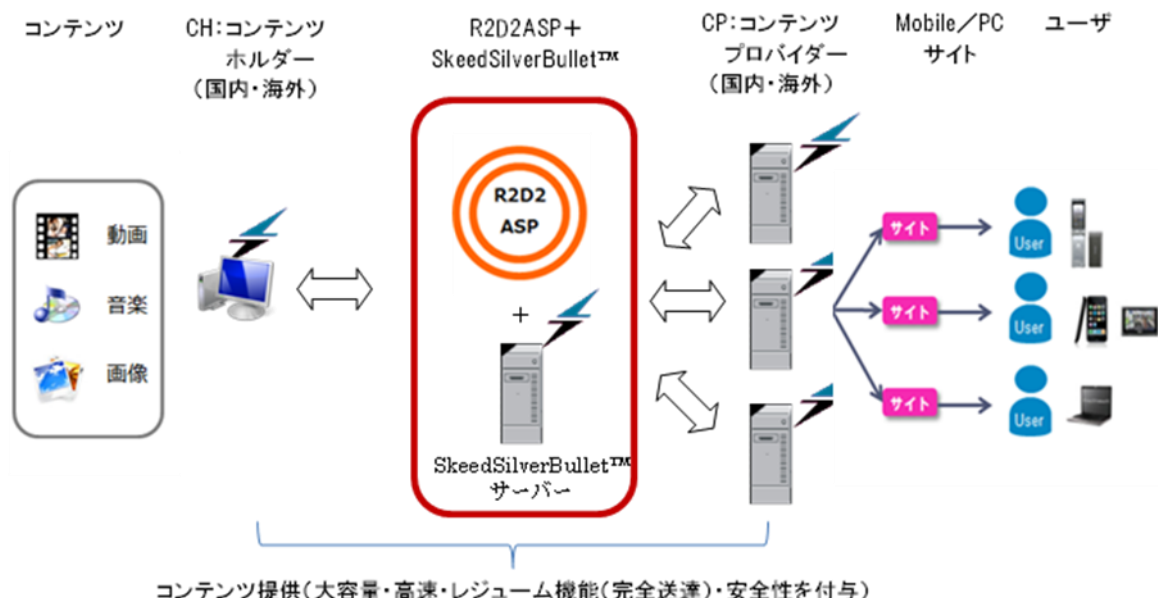 コンテンツ
CH:コンテンツ
ホルダー
(国内・海外)
R2D2ASP+
SkeedSilverBullet™
CP:コンテンツ
プロバイダー
(国内・海外)
Mobile/PC
サイト
ユーザ
動画
音楽
画像
R2D2
ASP
+
SkeedSilverBullet™
サーバー
サイト
User
サイト
User
サイト
User
コンテンツ提供(大容量・高速・レジューム機能(完全送達)・安全性を付与)